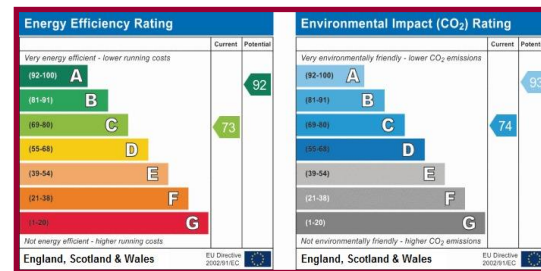 Energy Efficiency Rating
Current Potential
Very energy efficient - lower running costs
(92-100) A
92
(81-91) B
(69-80) C
73
(55-68) D
(39-54) E
(21-38) F
(1-20) G
Not energy efficient - higher running costs
England, Scotland & Wales
EU Directive
2002/91/EC
Environmental Impact (CO2) Rating
Current Potent
Very environmentally friendly - lower CO2 emissions
(92-100) A
93
(81-91) B
(69-80) C
74
(55-68) D
(39-54) E
(21-38) F
(1-20) G
Not environmentally friendly - higher CO2 emissions
England, Scotland & Wales
EU Directive
2002/91/EC